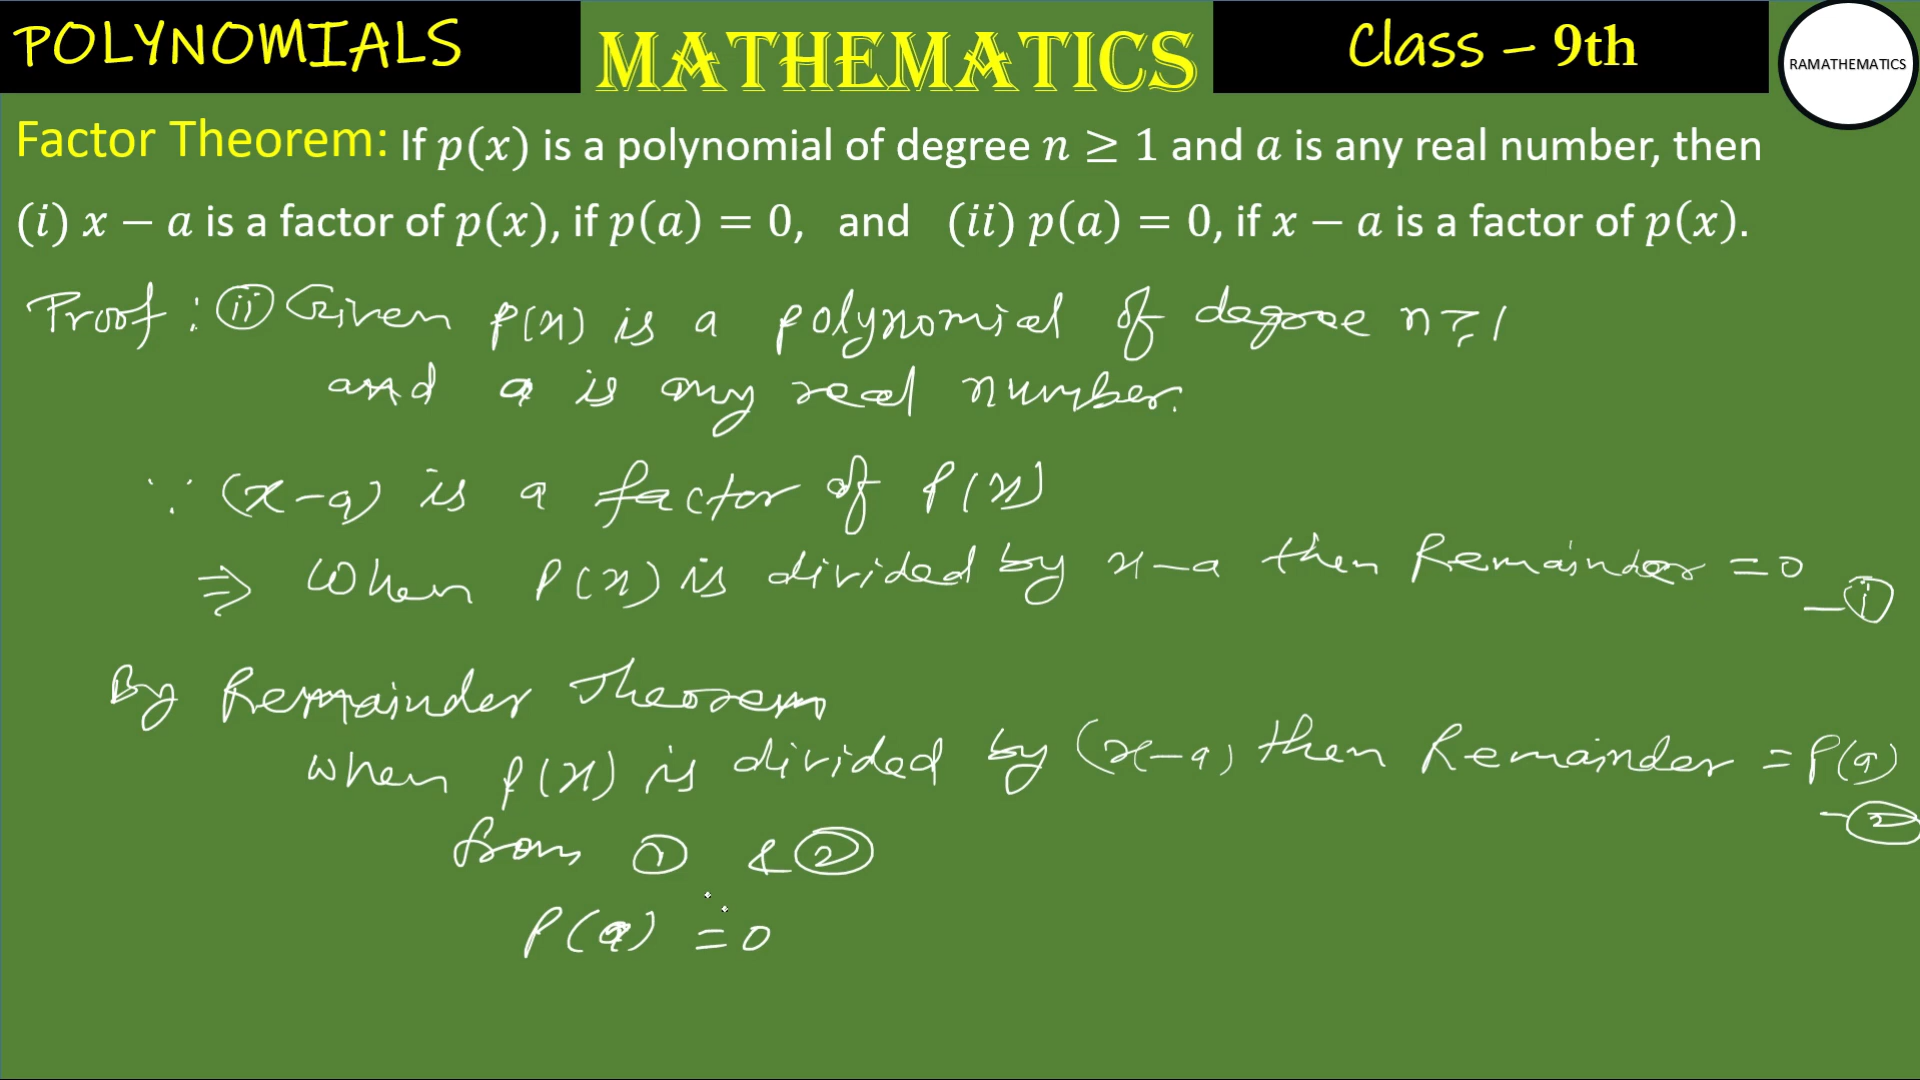 POLYNOMIALS
MATHEMATICS
Class – 9th
RAMATHEMATICS
Factor Theorem: If p(x) is a polynomial of degree n ≥ 1 and a is any real number, then
(i) x − a is a factor of p(x), if p(a) = 0, and (ii) p(a) = 0, if x − a is a factor of p(x).
Proof : (ii) Given p(x) is a polynomial of degree n ≥ 1
and a is any real number.
∵ (x-a) is a factor of P(x)
⇒ When P(x) is divided by x-a then Remainder = 0 —(i)
By Remainder Theorem
when p(x) is divided by (x-a) then Remainder = P(a) —(2)
from (1) & (2)
P(a) = 0